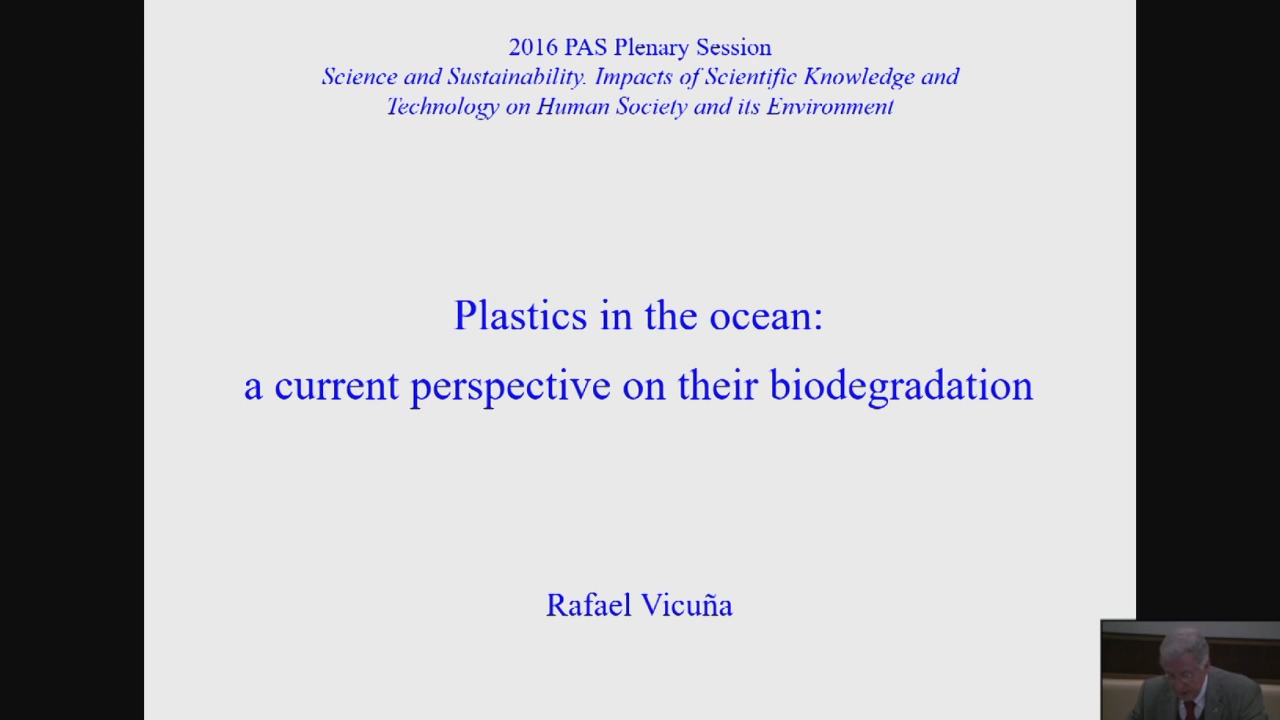 2016 PAS Plenary Session
Science and Sustainability. Impacts of Scientific Knowledge and
Technology on Human Society and its Environment
Plastics in the ocean:
a current perspective on their biodegradation
Rafael Vicuña